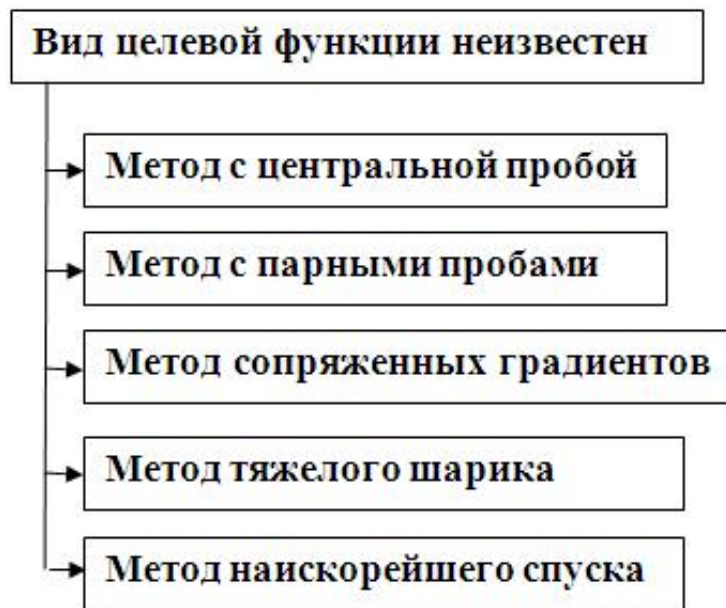 Вид целевой функции неизвестен
Метод с центральной пробой
Метод с парными пробами
Метод сопряженных градиентов
Метод тяжелого шарика
Метод наискорейшего спуска